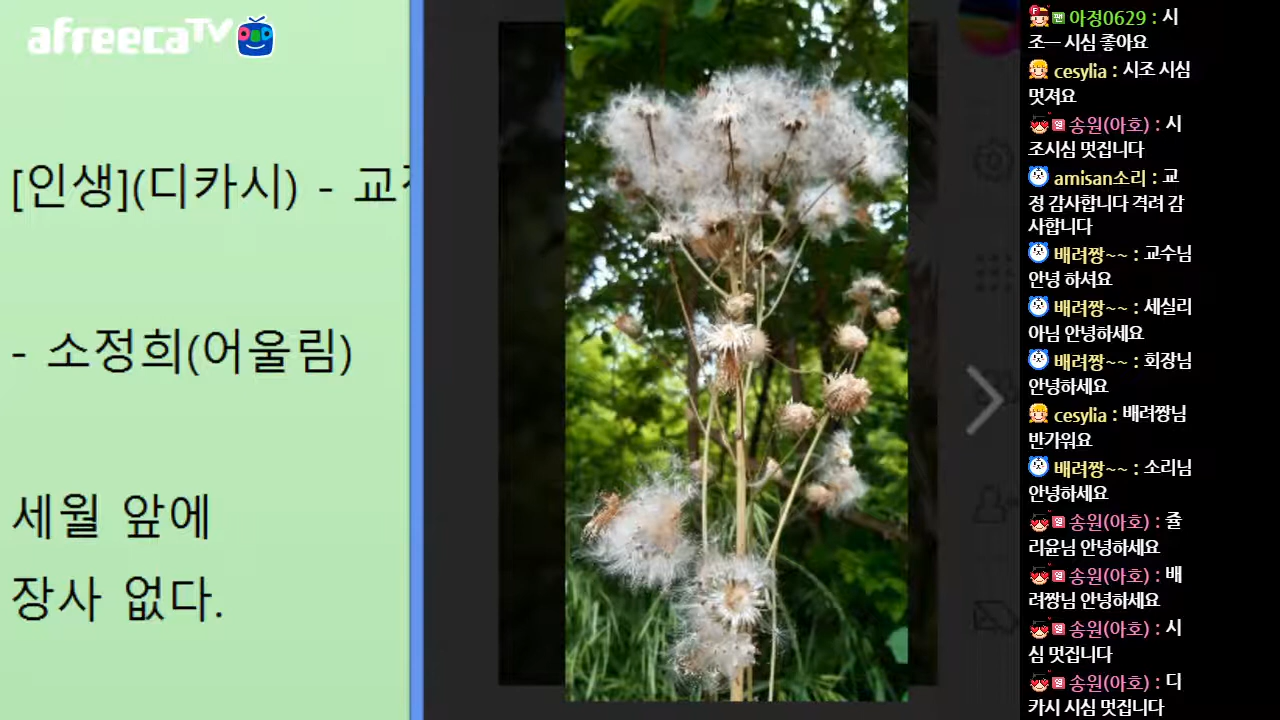 afreecaTV
[인생](디카시) - 교
- 소정희(어울림)
세월 앞에
장사 없다.
아정0629 : 시
조ㅡ 시심 좋아요
cesylia : 시조 시심
멋져요
송원(아호) : 시
조시심 멋집니다
amisan소리 : 교
정 감사합니다 격려 감
사합니다
배려짱~~ : 교수님
안녕 하셔요
배려짱~~ : 세실리
아님 안녕하세요
배려짱~~ : 회장님
안녕하세요
cesylia : 배려짱님
반가워요
배려짱~~ : 소리님
안녕하세요
송원(아호) : 쥴
리윤님 안녕하세요
송원(아호) : 배
려짱님 안녕하세요
송원(아호) : 시
심 멋집니다
송원(아호) : 디
카시 시심 멋집니다